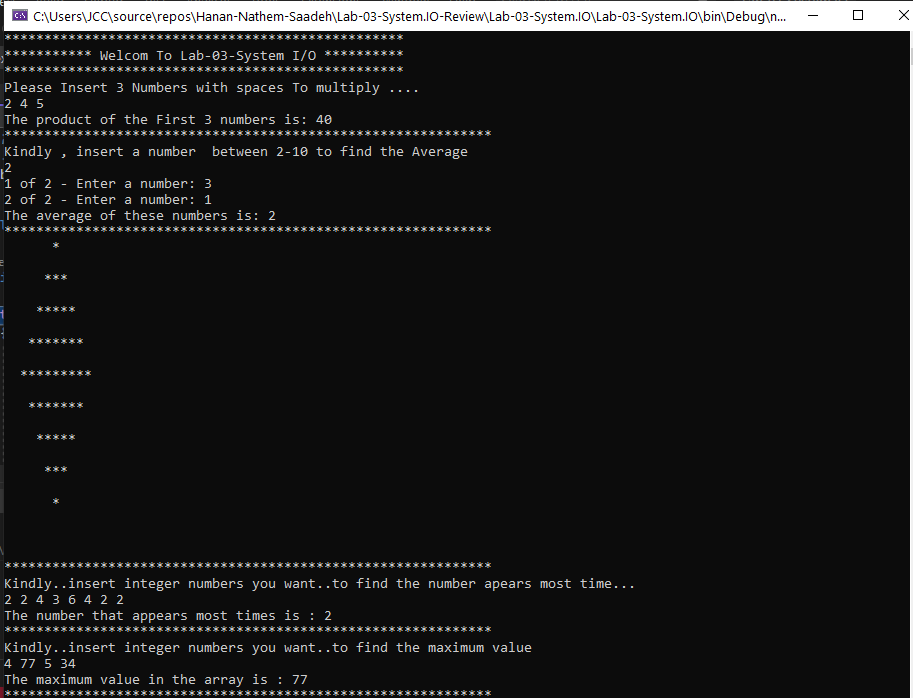 C:\Users\JCC\source\repos\Hanan-Nathem-Saadeh\Lab-03-System.IO-Review\Lab-03-System.IO\Lab-03-System.IO\bin\Debug\n...
**************************************************
*********** Welcom To Lab-03-System I/O **********
**************************************************
Please Insert 3 Numbers with spaces To multiply ....
2 4 5
The product of the First 3 numbers is: 40
*************************************************************
Kindly , insert a number  between 2-10 to find the Average
2
1 of 2 - Enter a number: 3
2 of 2 - Enter a number: 1
The average of these numbers is: 2
*************************************************************
      *
     ***
    *****
   *******
  *********
   *******
    *****
     ***
      *
*************************************************************
Kindly..insert integer numbers you want..to find the number apears most time...
2 2 4 3 6 4 2 2
The number that appears most times is : 2
*************************************************************
Kindly..insert integer numbers you want..to find the maximum value
4 77 5 34
The maximum value in the array is : 77
*************************************************************